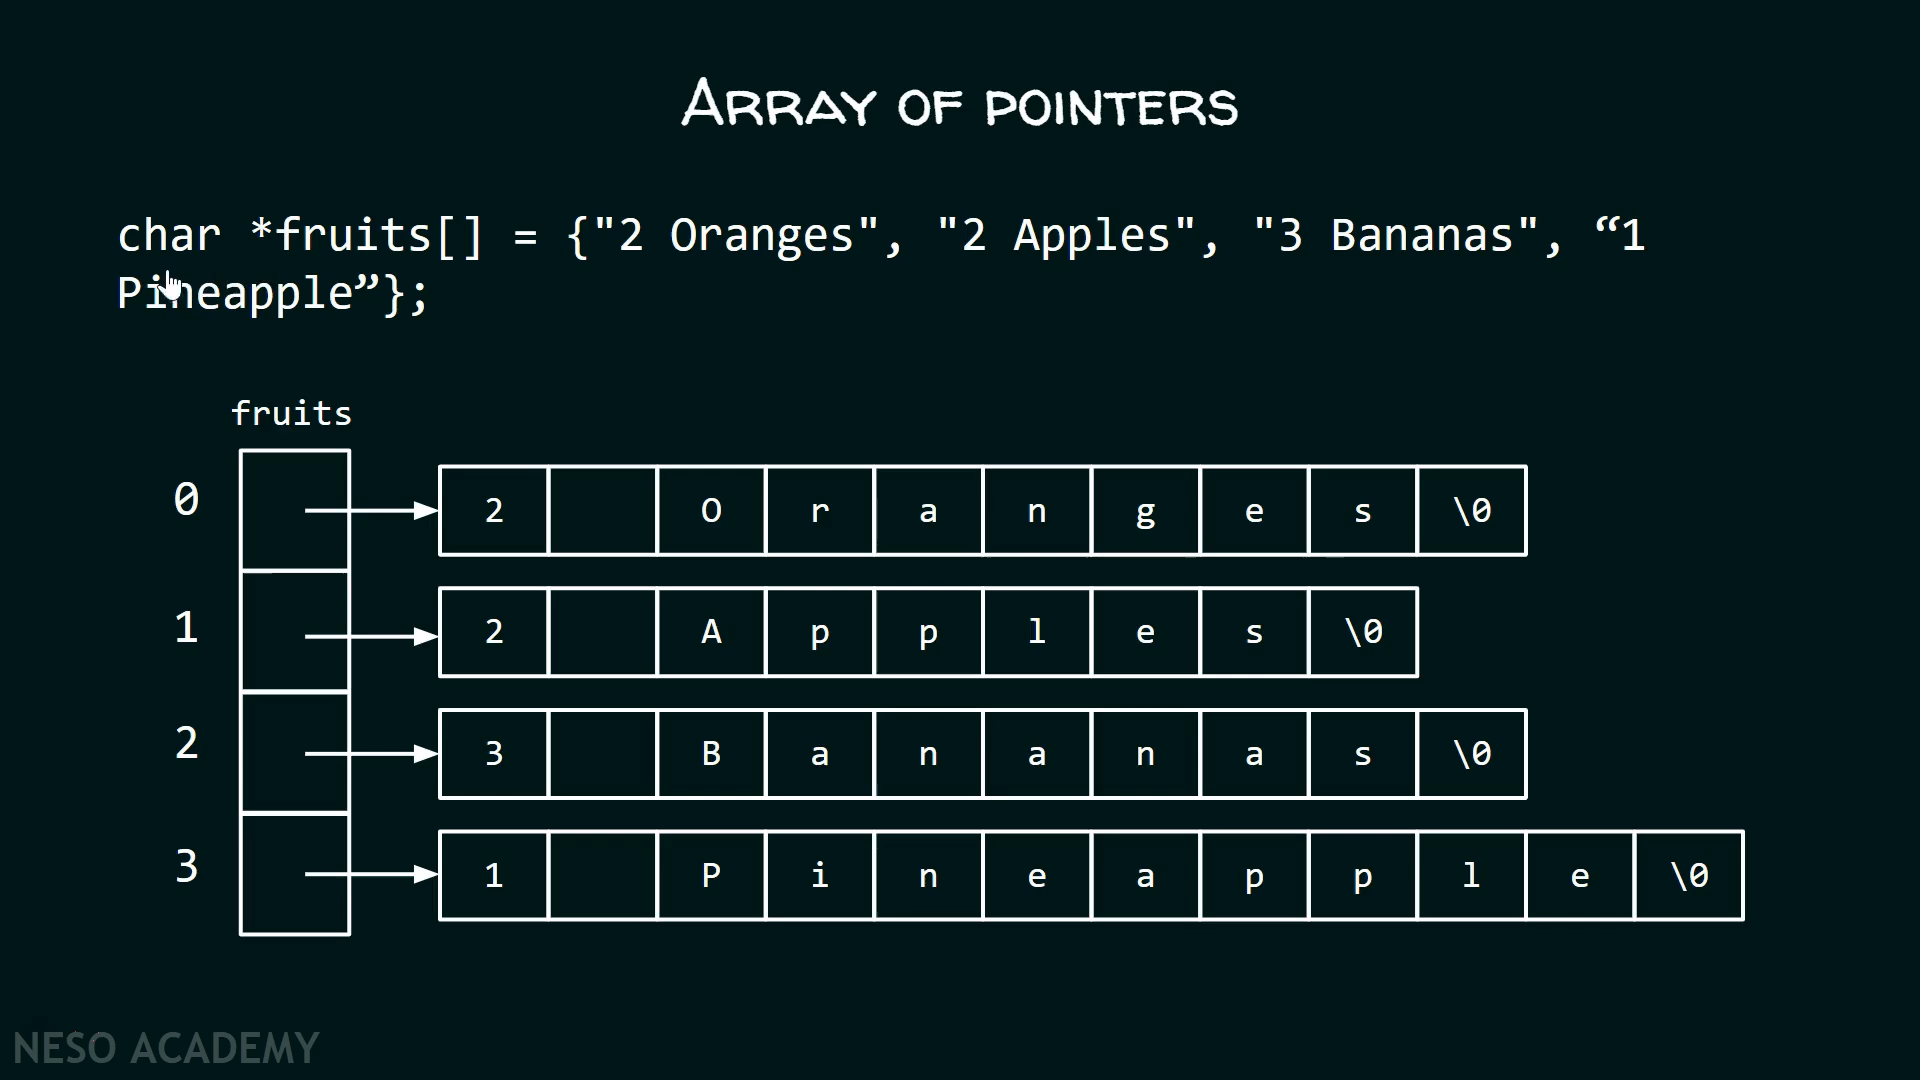 ARRAY OF POINTERS
char *fruits[] = {"2 Oranges", "2 Apples", "3 Bananas", “1
Pineapple”};
fruits
0 2 O r a n g e s \0
1 2 A p p l e s \0
2 3 B a n a n a s \0
3 1 P i n e a p p l e \0
NESO ACADEMY